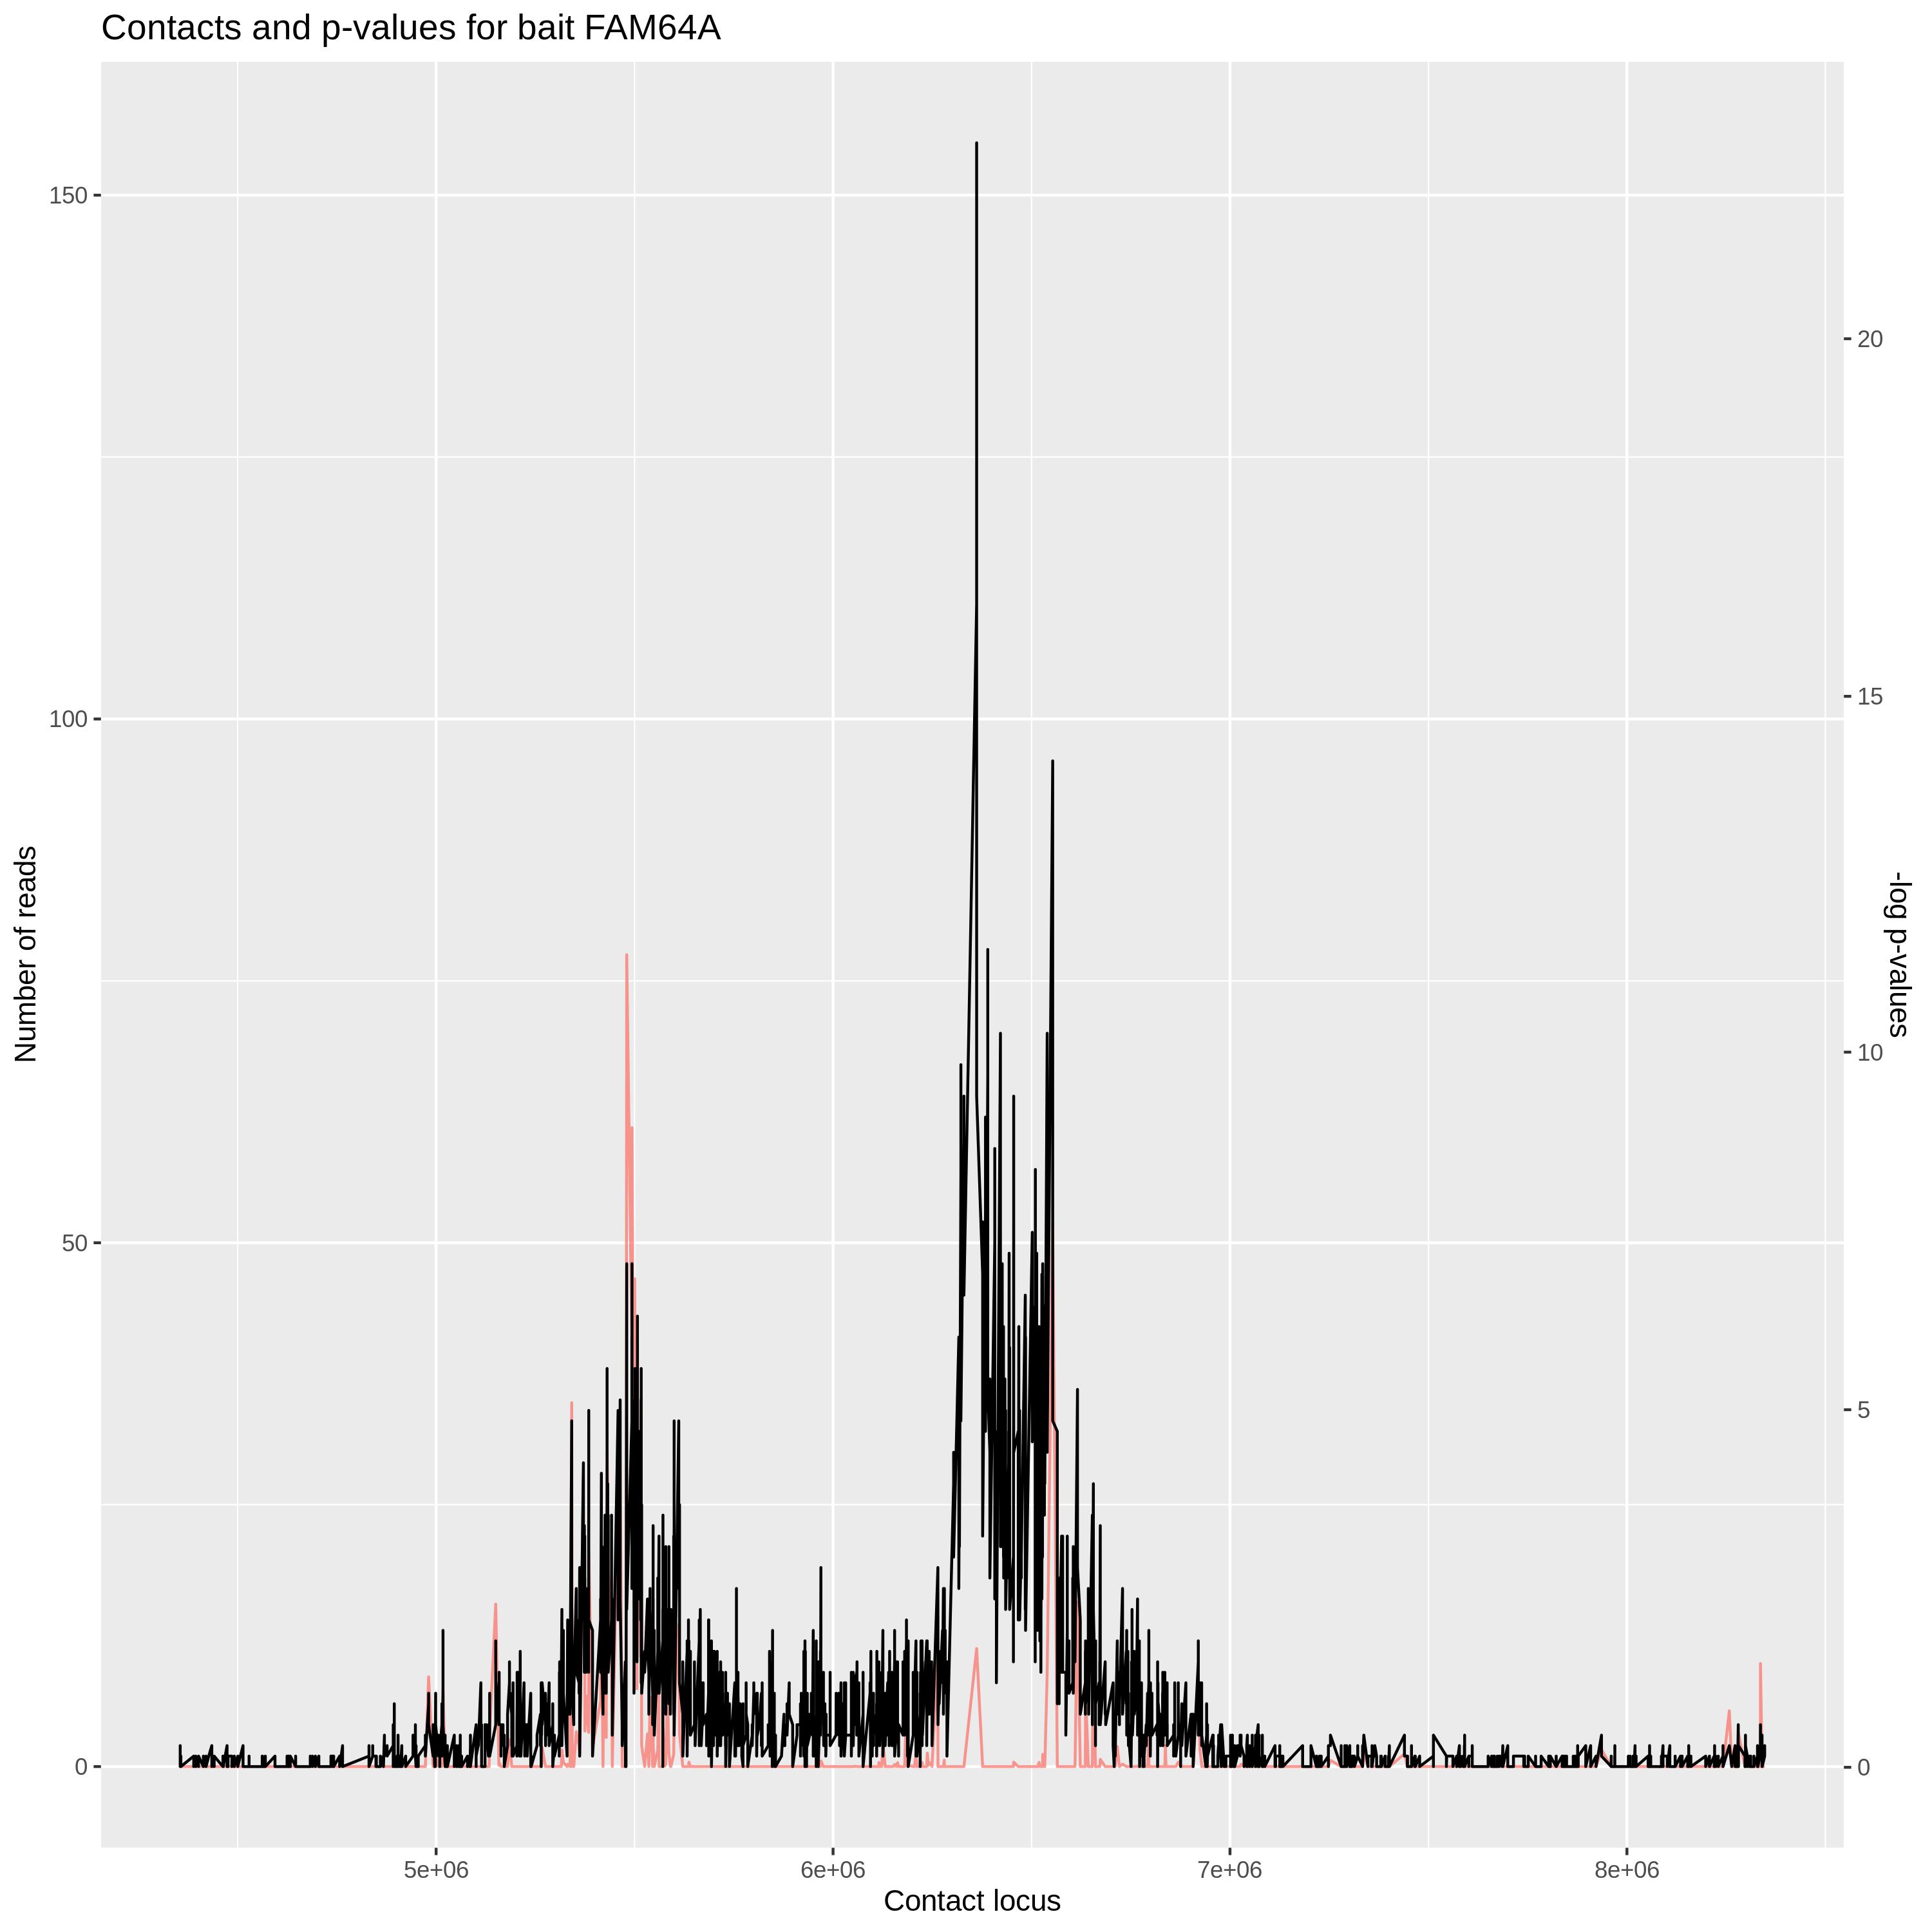 Contacts and p-values for bait FAM64A
150
100
50
0
Number of reads
20
15
10
5
0
-log p-values
5e+06
6e+06
7e+06
8e+06
Contact locus